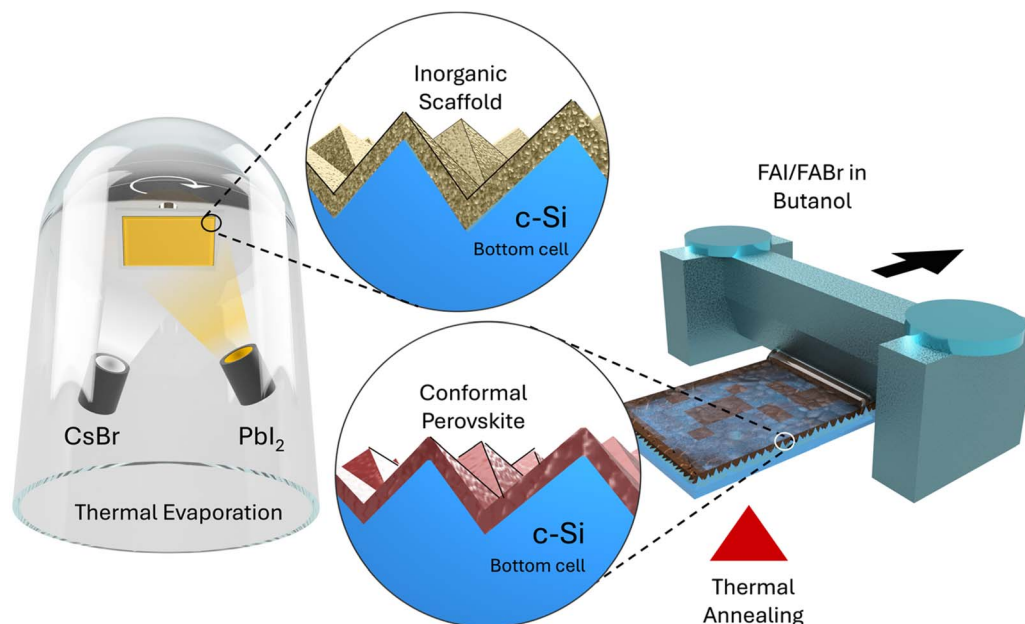 Inorganic
Scaffold
c-Si
Bottom cell
CsBr
PbI₂
Thermal Evaporation
FAI/FABr in
Butanol
Conformal
Perovskite
c-Si
Bottom cell
Thermal
Annealing